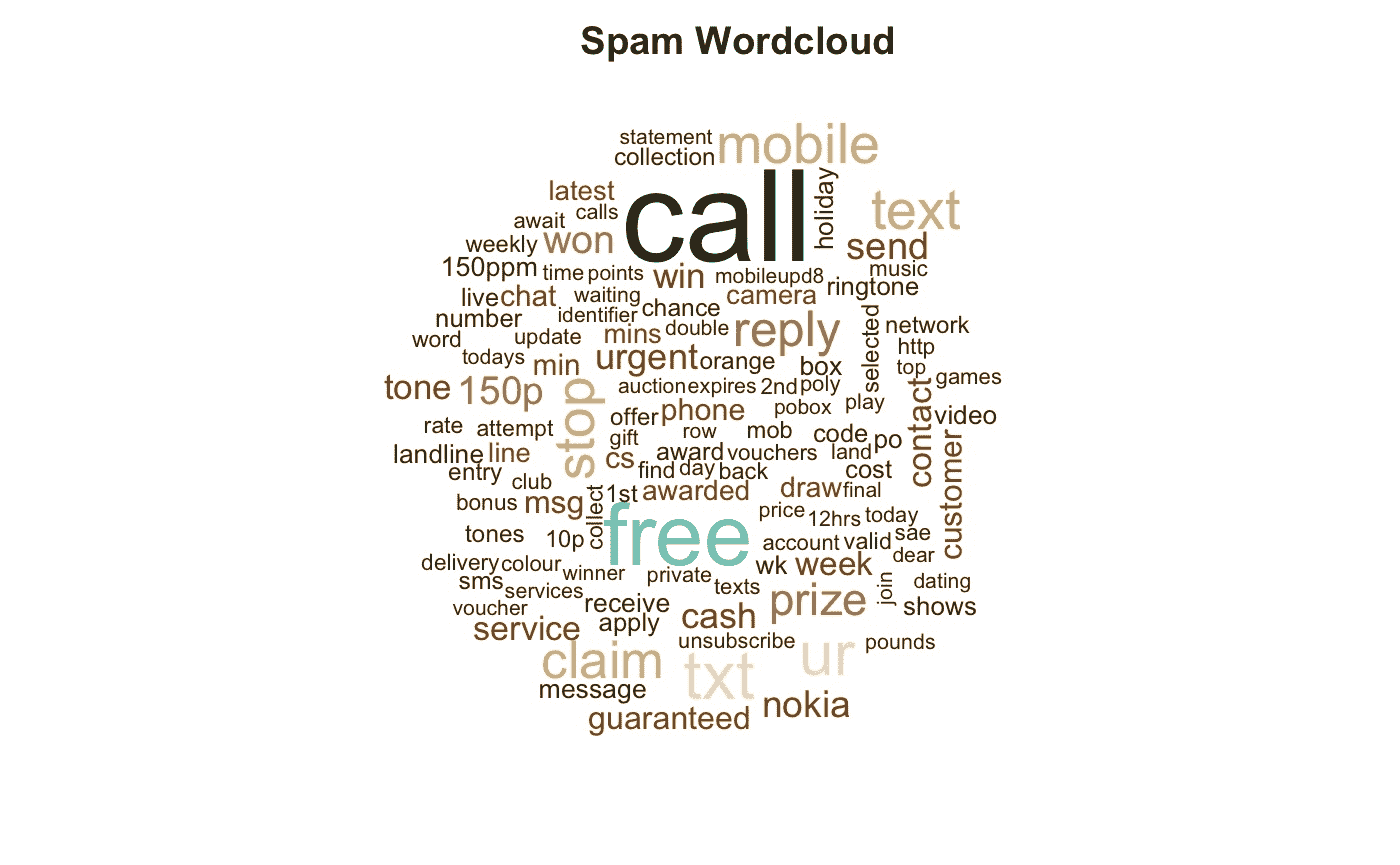 Spam Wordcloud
statement mobile
collection
call
latest
holiday
calls
text
await
won
send
weekly
150ppm time points win mobileupd8 music
live chat waiting camera ringtone
identifier chance
number
word update mins double reply selected network
http
todays min urgent orange box top
games
tone 150p stop auction expires 2nd poly
contact
offer phone pobox play video
rate attempt gift row mob code po
landline line cs award vouchers land customer
entry club find day back cost
bonus msg collect 1st awarded draw final
free price 12hrs today
tones 10p account valid sae
dear
delivery colour winner private wk week
sms services texts join dating
voucher receive cash prize shows
service apply
unsubscribe ur pounds
claim txt
message
guaranteed nokia